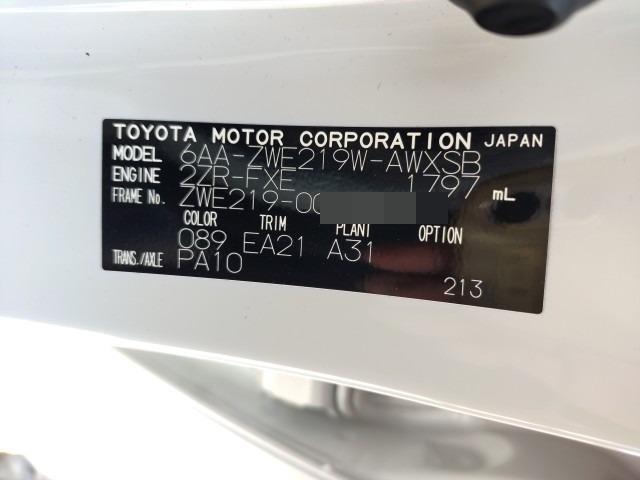 TOYOTA MOTOR CORPORATION JAPAN
MODEL 6AA-ZWE219W-AWXSB
ENGINE 2ZR-FXE 1797 mL
FRAME No. ZWE219-00
COLOR TRIM PLANT OPTION
089 EA21 A31
TRANS./AXLE PA10
213